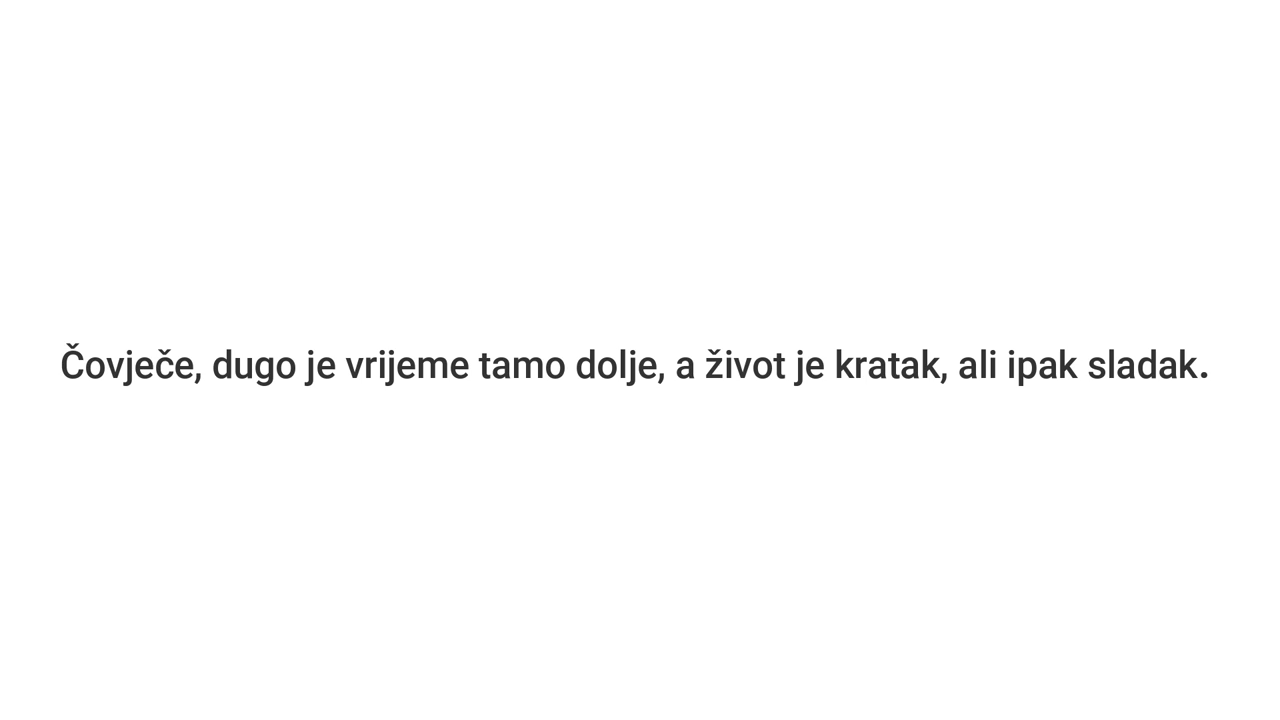 Čovječe, dugo je vrijeme tamo dolje, a život je kratak, ali ipak sladak.